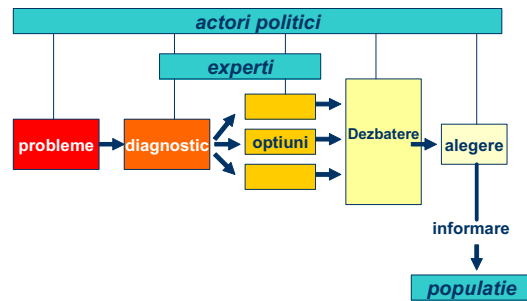 actori politici
experti
probleme
diagnostic
optiuni
Dezbatere
alegere
informare
populatie